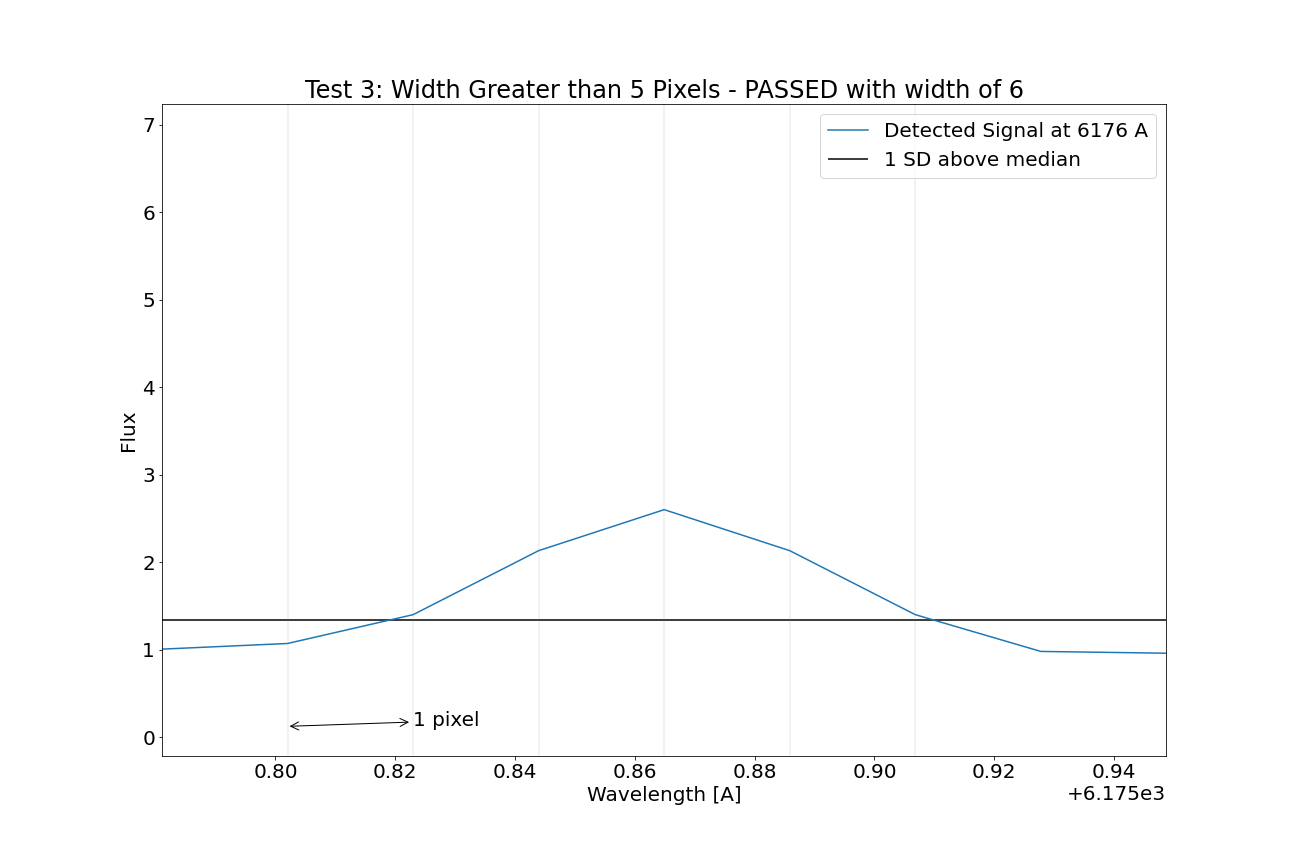 Test 3: Width Greater than 5 Pixels - PASSED with width of 6
Detected Signal at 6176 A
1 SD above median
7
6
5
4
3
2
1
0
Flux
1 pixel
0.80 0.82 0.84 0.86 0.88 0.90 0.92 0.94
Wavelength [A]
+6.175e3